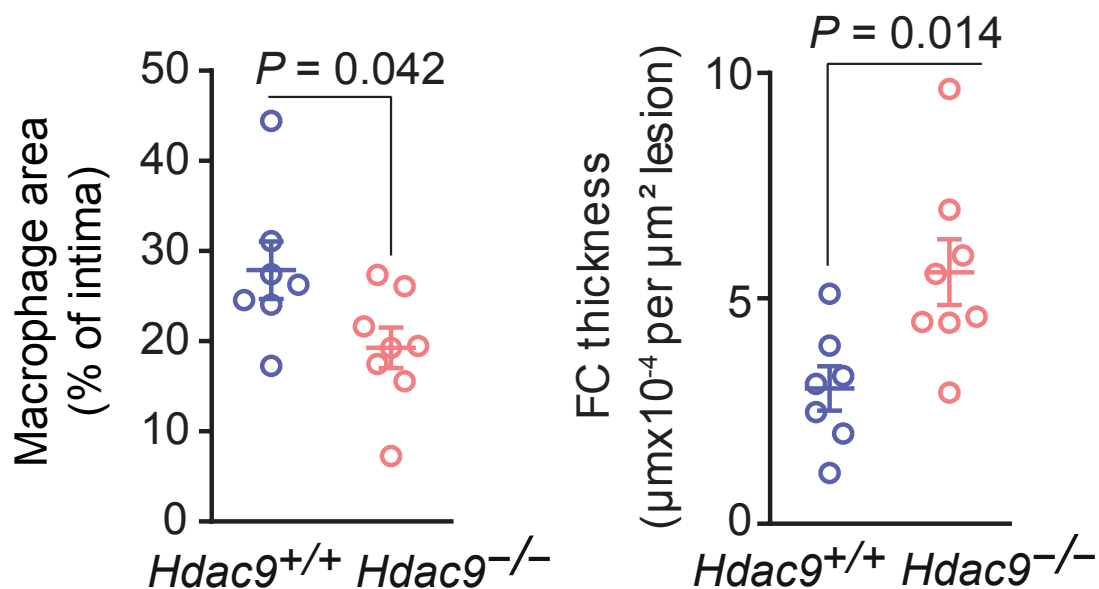 P = 0.042
50
40
30
20
10
0
Macrophage area
(% of intima)
Hdac9+/+ Hdac9−/−
P = 0.014
10
5
0
FC thickness
(µmx10-4 per µm² lesion)
Hdac9+/+ Hdac9−/−